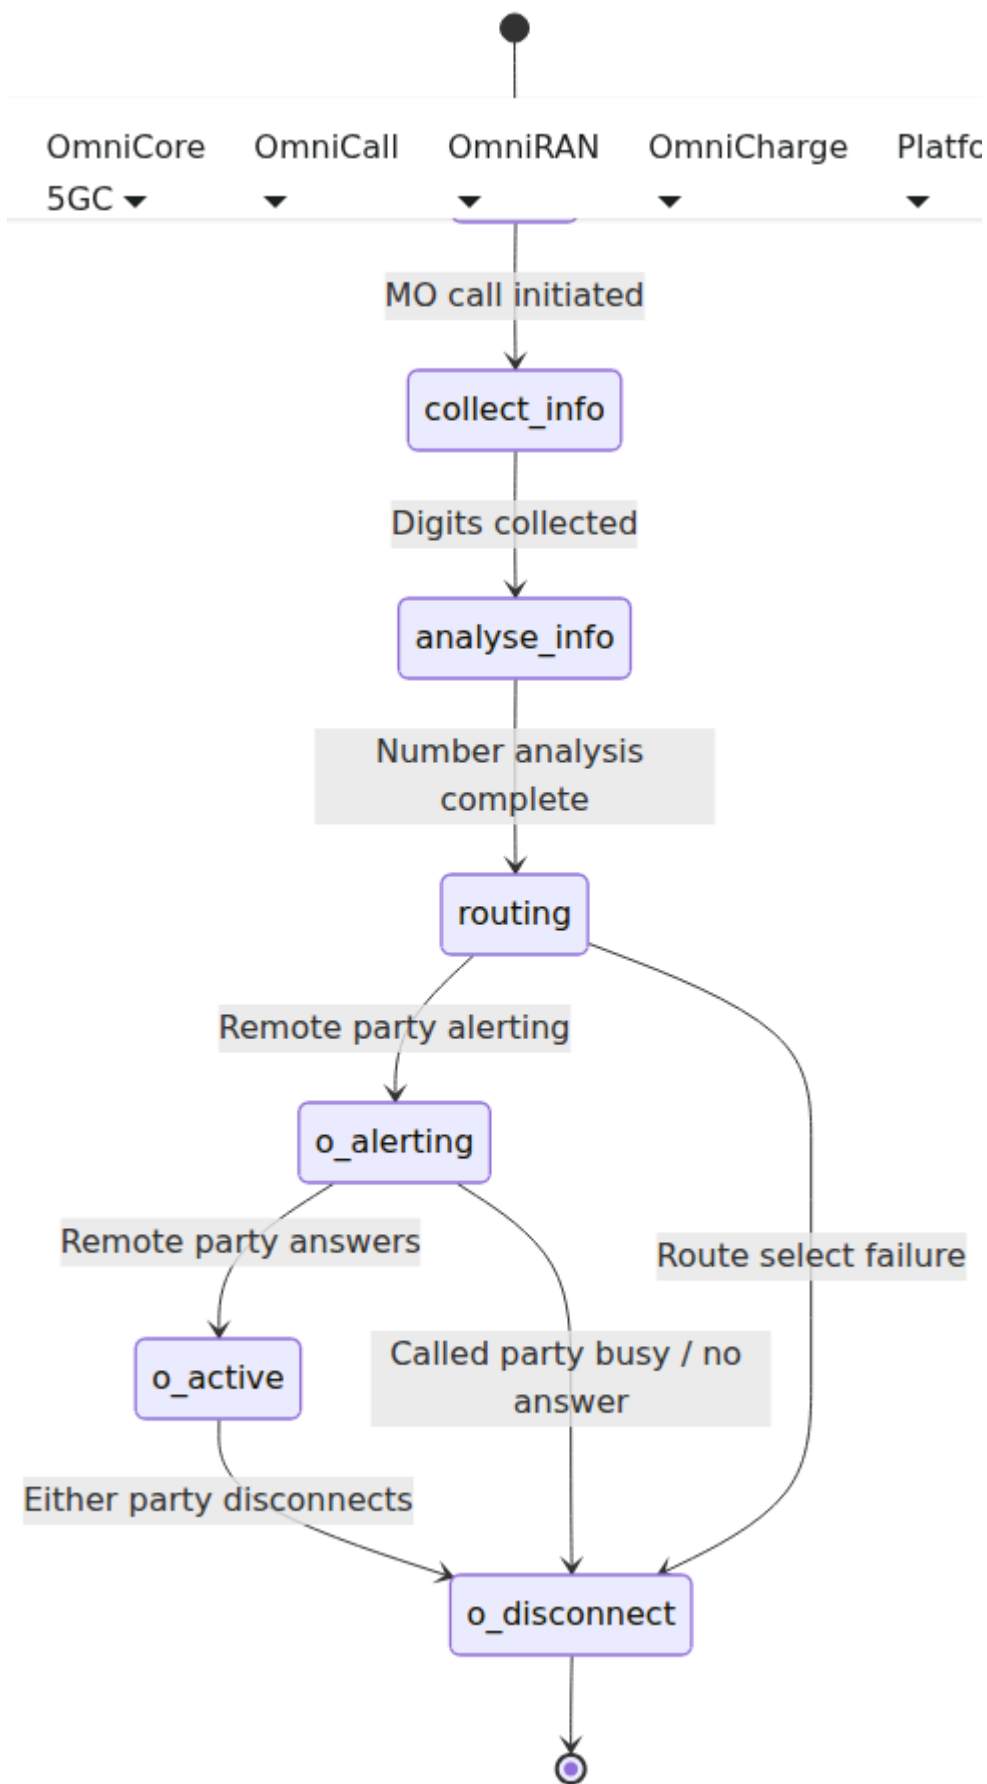 OmniCore OmniCall OmniRAN OmniCharge Platfo
5GC
MO call initiated
collect_info
Digits collected
analyse_info
Number analysis
complete
routing
Remote party alerting
o_alerting
Remote party answers
Route select failure
Called party busy / no
answer
o_active
Either party disconnects
o_disconnect